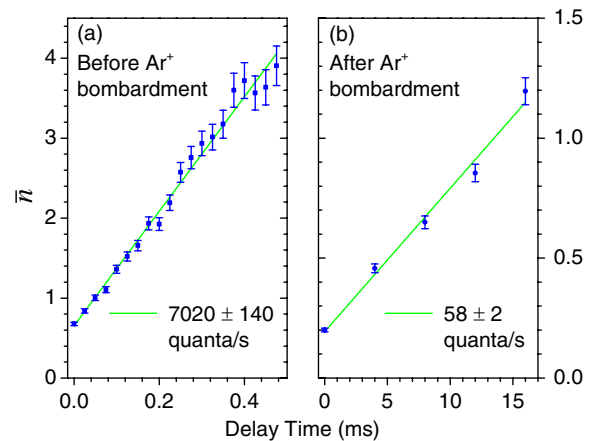 (a)
Before Ar⁺
bombardment
7020 ± 140
quanta/s
(b)
After Ar⁺
bombardment
58 ± 2
quanta/s
n̅
4
3
2
1
0
0.0 0.2 0.4
0 5 10 15
1.5
1.0
0.5
0.0
Delay Time (ms)